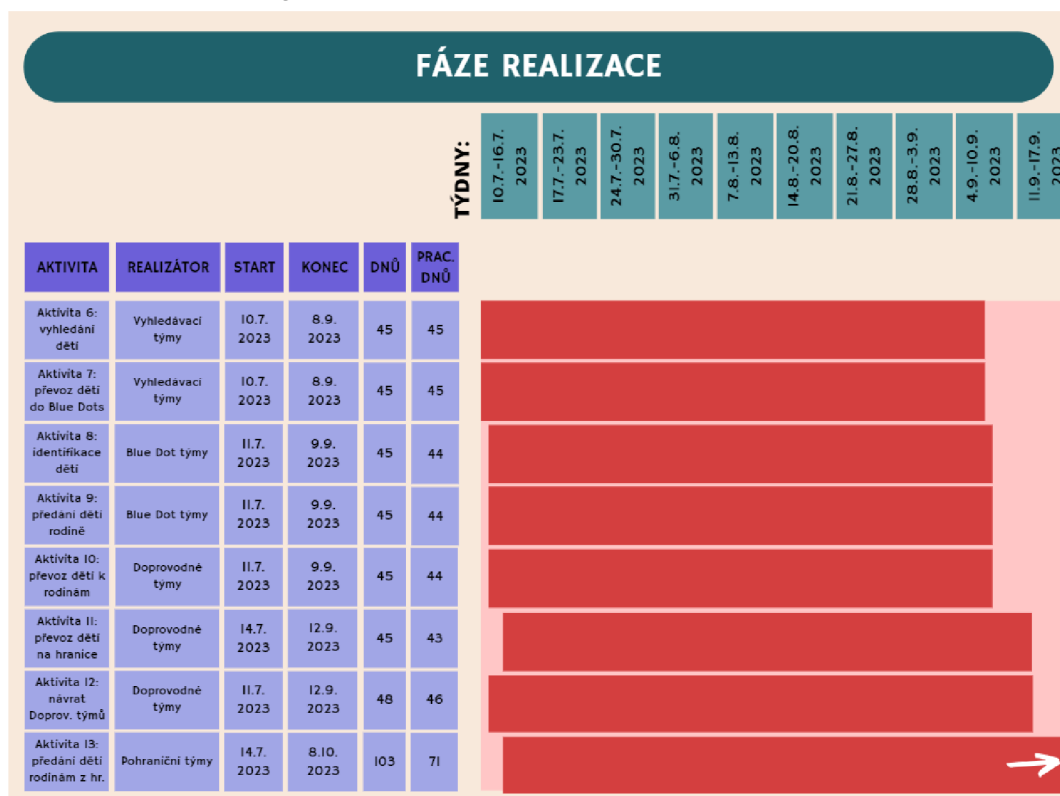 FÁZE REALIZACE
TÝDNY:
10.7.-16.7.
2023
17.7.-23.7.
2023
24.7.-30.7.
2023
31.7.-6.8.
2023
7.8.-13.8.
2023
14.8.-20.8.
2023
21.8.-27.8.
2023
28.8.-3.9.
2023
4.9.-10.9.
2023
11.9.-17.9.
2023
AKTIVITA REALIZÁTOR START KONEC DNŮ PRAC.
DNŮ
Aktivita 6:
vyhledání
dětí
Vyhledávací
týmy
10.7.
2023
8.9.
2023
45
45
Aktivita 7:
převoz dětí
do Blue Dots
Vyhledávací
týmy
10.7.
2023
8.9.
2023
45
45
Aktivita 8:
identifikace
dětí
Blue Dot týmy
11.7.
2023
9.9.
2023
45
44
Aktivita 9:
předání dětí
rodině
Blue Dot týmy
11.7.
2023
9.9.
2023
45
44
Aktivita 10:
převoz dětí k
rodinám
Doprovodné
týmy
11.7.
2023
9.9.
2023
45
44
Aktivita 11:
převoz dětí
na hranice
Doprovodné
týmy
14.7.
2023
12.9.
2023
45
43
Aktivita 12:
návrat
Doprov. týmů
Doprovodné
týmy
11.7.
2023
12.9.
2023
48
46
Aktivita 13:
předání dětí
rodinám z hr.
Pohraniční týmy
14.7.
2023
8.10.
2023
103
71